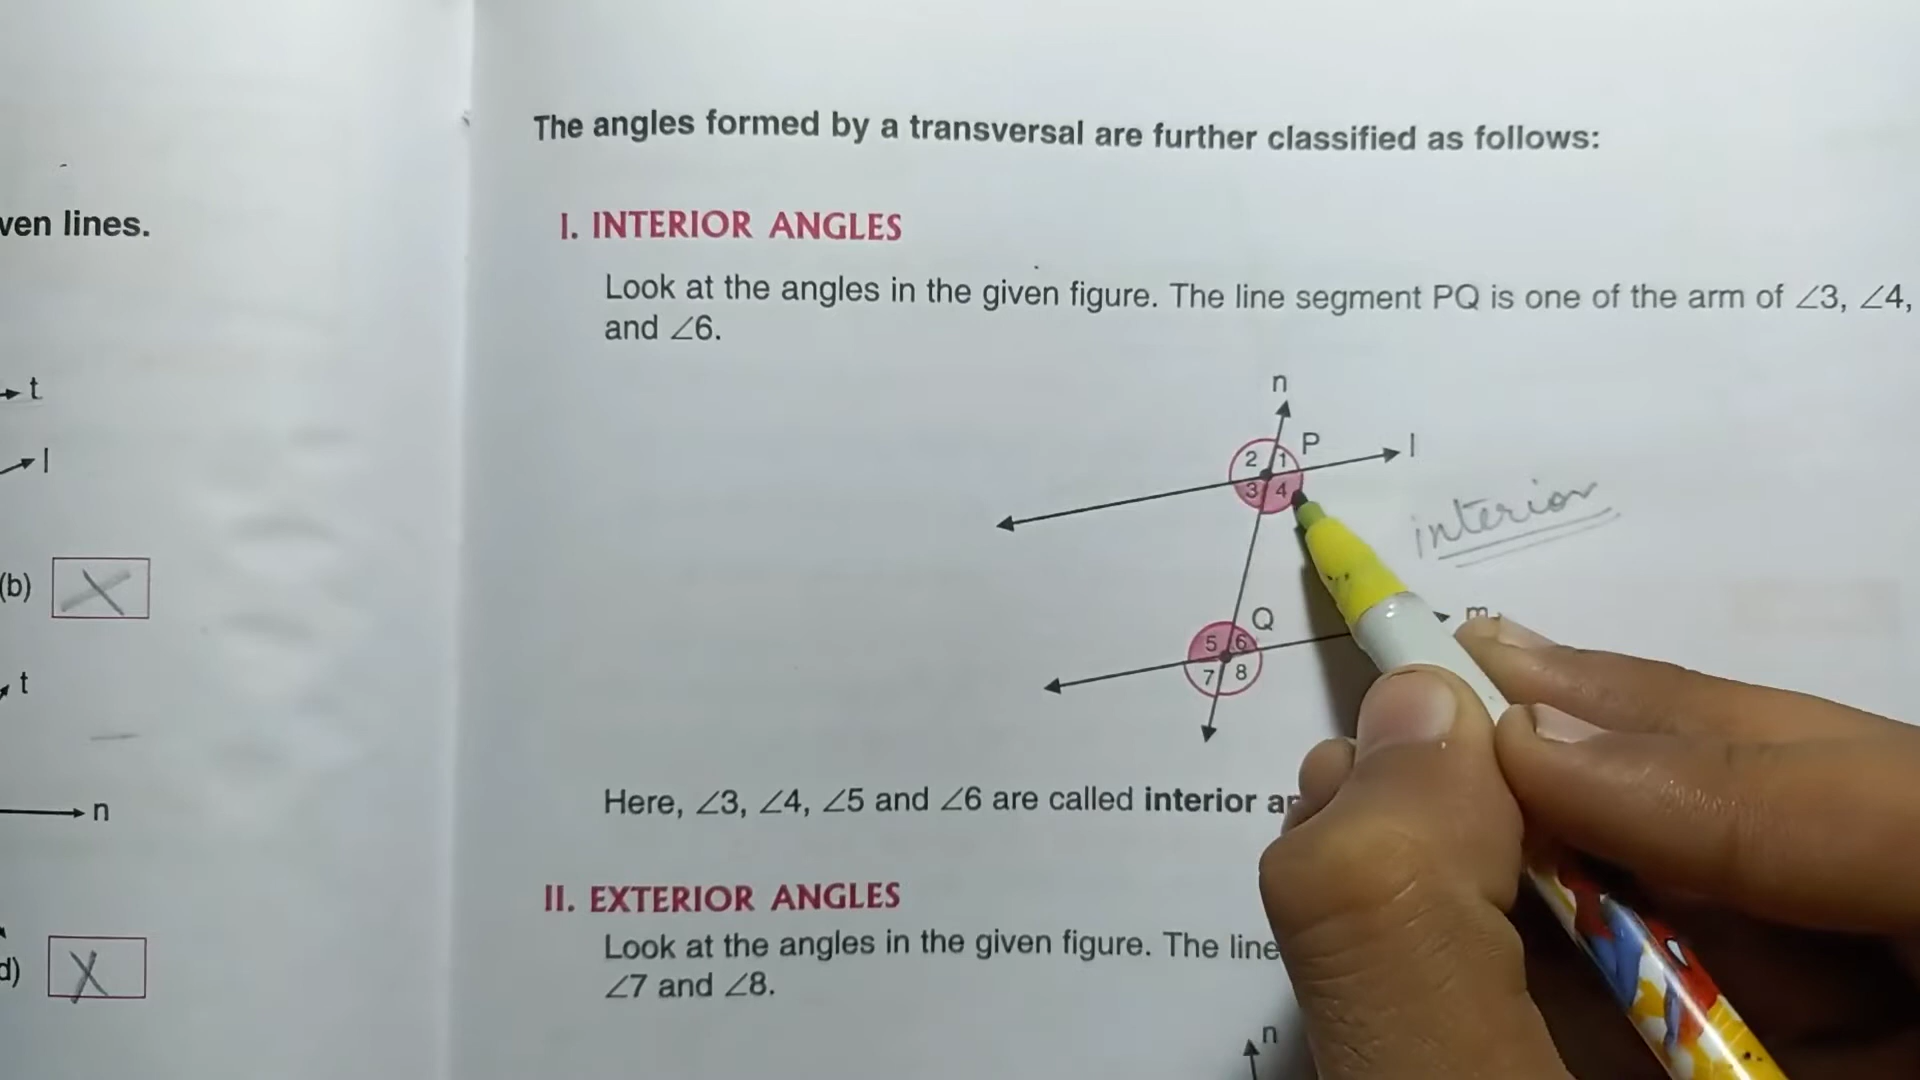 ven lines.
t
l
(b)
t
n
d)
The angles formed by a transversal are further classified as follows:
I. INTERIOR ANGLES
Look at the angles in the given figure. The line segment PQ is one of the arm of ∠3, ∠4,
and ∠6.
n
P
l
2 1
3 4
interior
Q
m
5 6
7 8
Here, ∠3, ∠4, ∠5 and ∠6 are called interior
II. EXTERIOR ANGLES
Look at the angles in the given figure. The line
∠7 and ∠8.
n